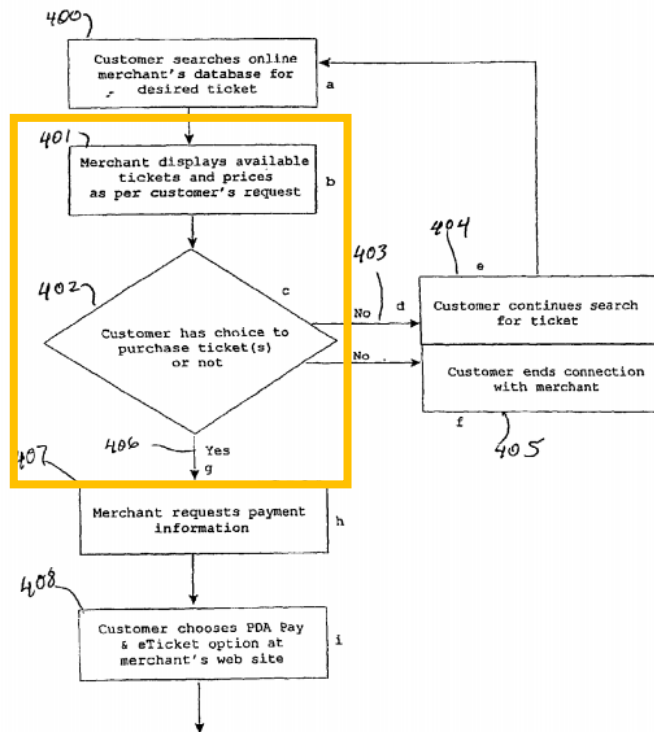 400
Customer searches online
merchant's database for
desired ticket
a
401
Merchant displays available
tickets and prices
as per customer's request
b
402
c
Customer has choice to
purchase ticket(s)
or not
403
No
d
404
e
Customer continues search
for ticket
No
Customer ends connection
with merchant
f
405
406
Yes
g
407
Merchant requests payment
information
h
408
Customer chooses PDA Pay
& eTicket option at
merchant's web site
i